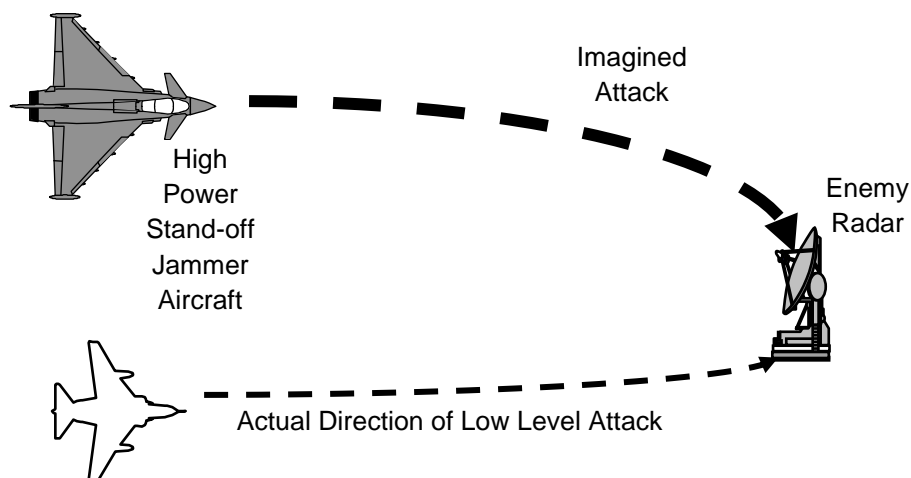 Imagined
Attack
High
Power
Stand-off
Jammer
Aircraft
Enemy
Radar
Actual Direction of Low Level Attack